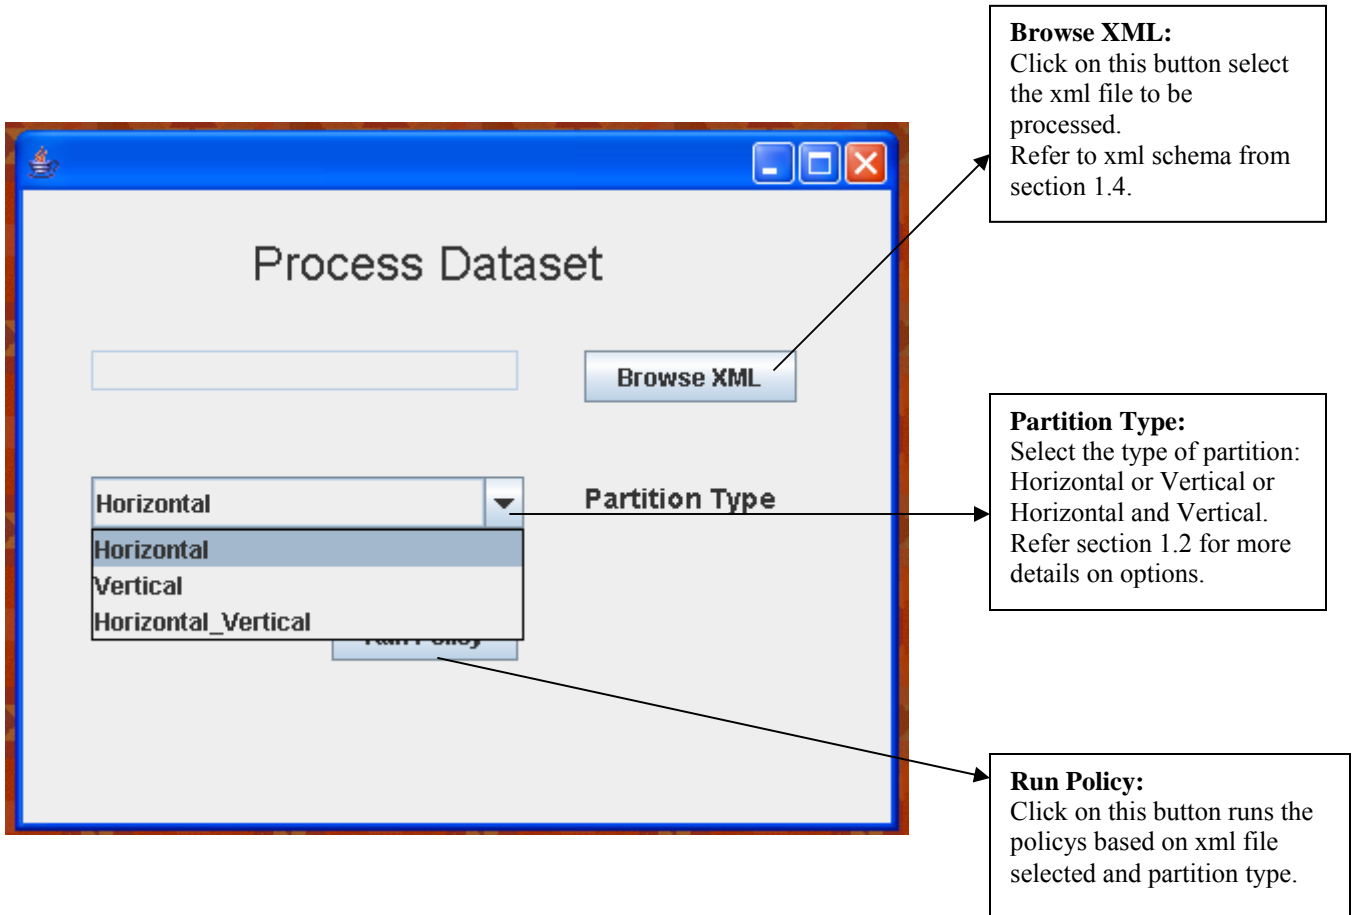 Browse XML:
Click on this button select
the xml file to be
processed.
Refer to xml schema from
section 1.4.
Process Dataset
Browse XML
Horizontal
Partition Type
Horizontal
Vertical
Horizontal_Vertical
Run Policy
Partition Type:
Select the type of partition:
Horizontal or Vertical or
Horizontal and Vertical.
Refer section 1.2 for more
details on options.
Run Policy:
Click on this button runs the
policys based on xml file
selected and partition type.